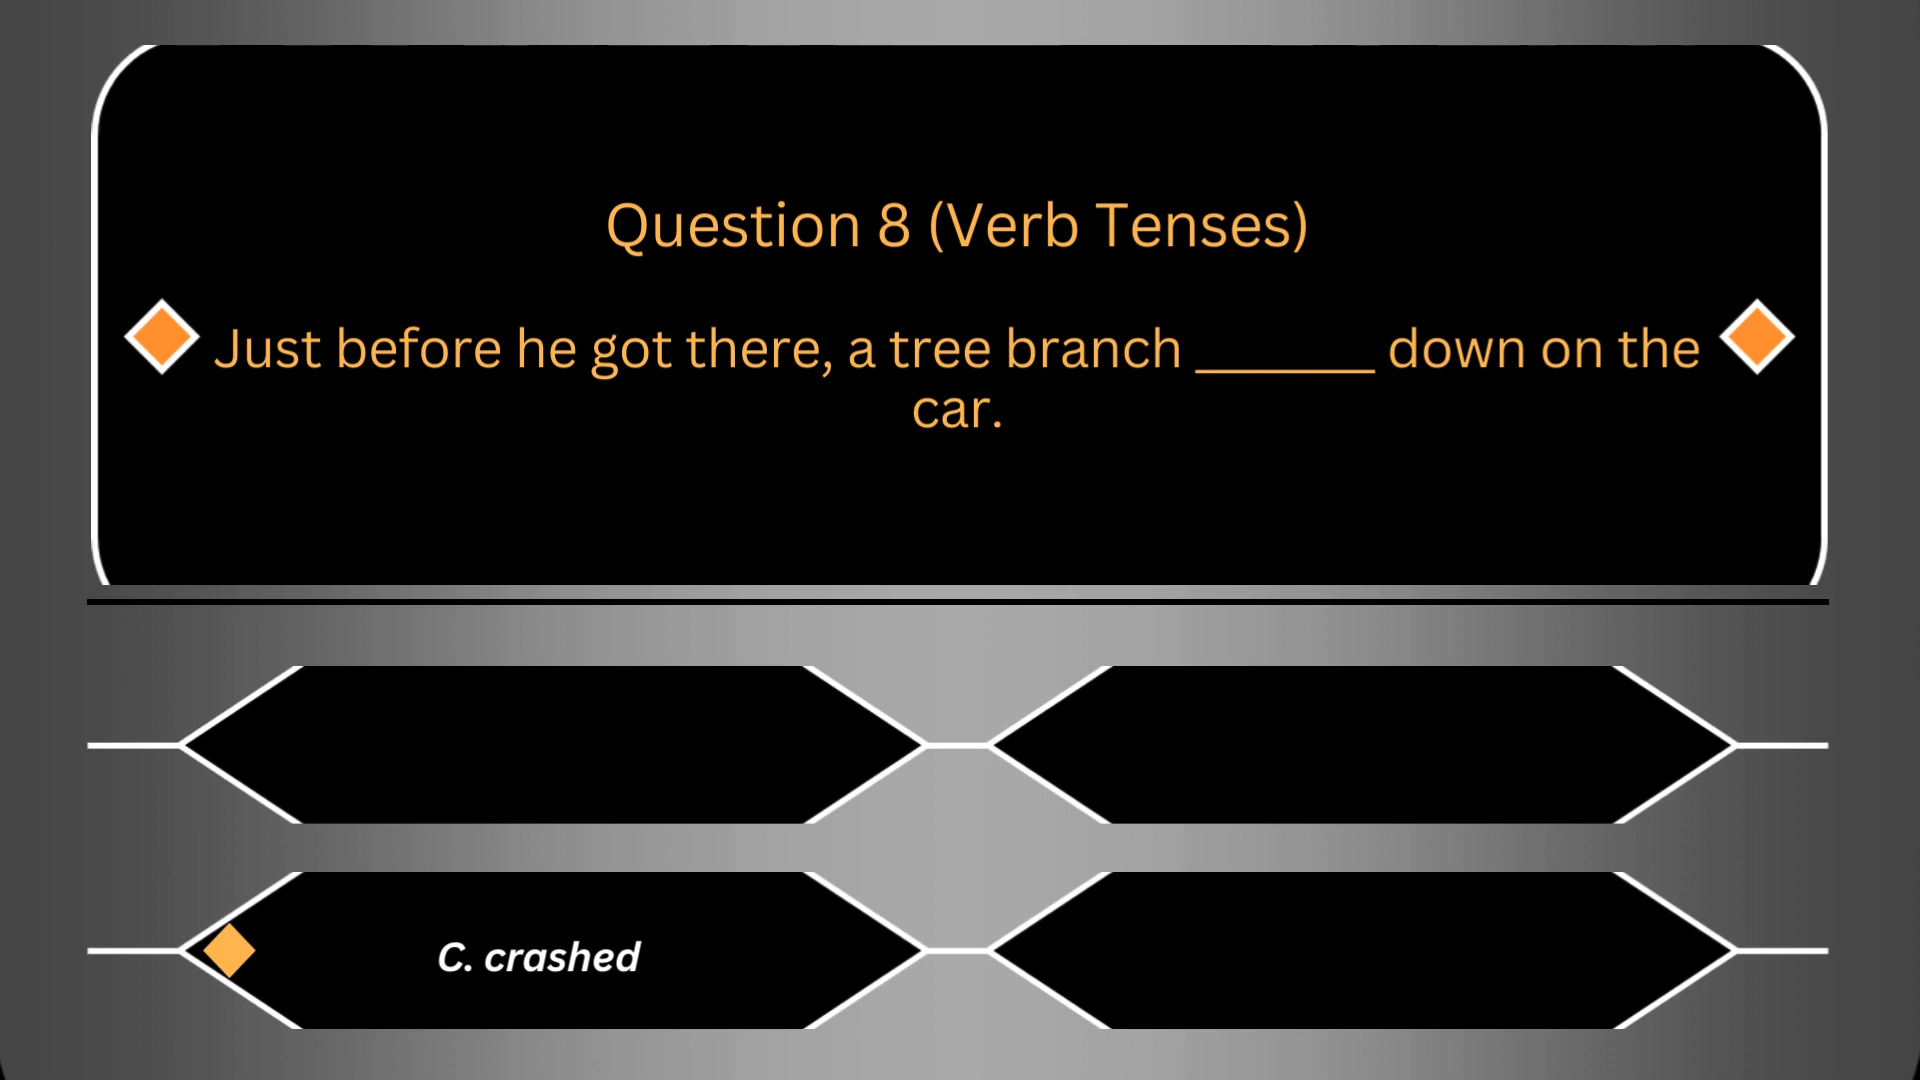 Question 8 (Verb Tenses)
Just before he got there, a tree branch _______ down on the
car.
C. crashed